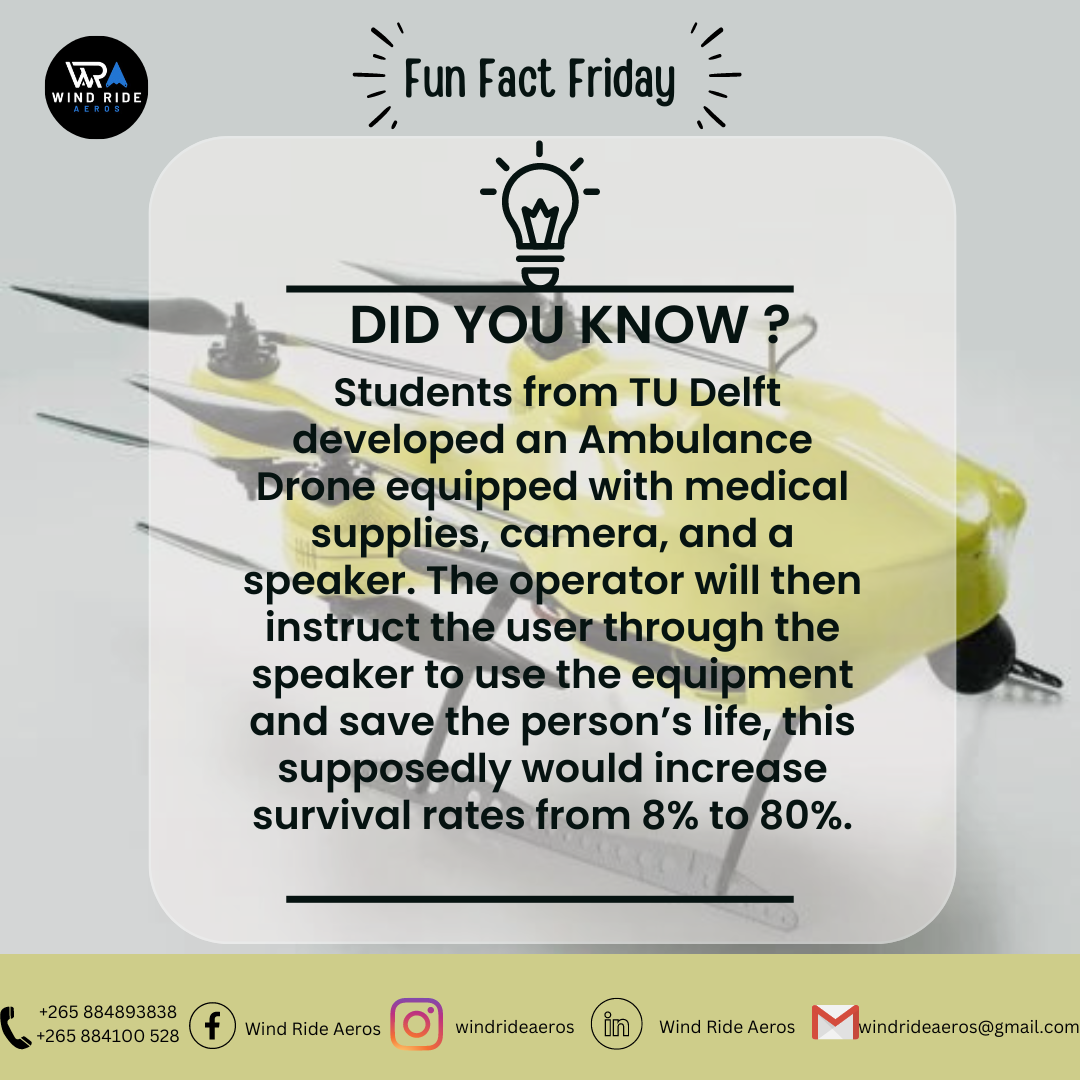 WRA
WIND RIDE
AEROS
Fun Fact Friday
DID YOU KNOW ?
Students from TU Delft
developed an Ambulance
Drone equipped with medical
supplies, camera, and a
speaker. The operator will then
instruct the user through the
speaker to use the equipment
and save the person’s life, this
supposedly would increase
survival rates from 8% to 80%.
+265 884893838
+265 884100 528
Wind Ride Aeros
windrideaeros
in
Wind Ride Aeros
windrideaeros@gmail.com